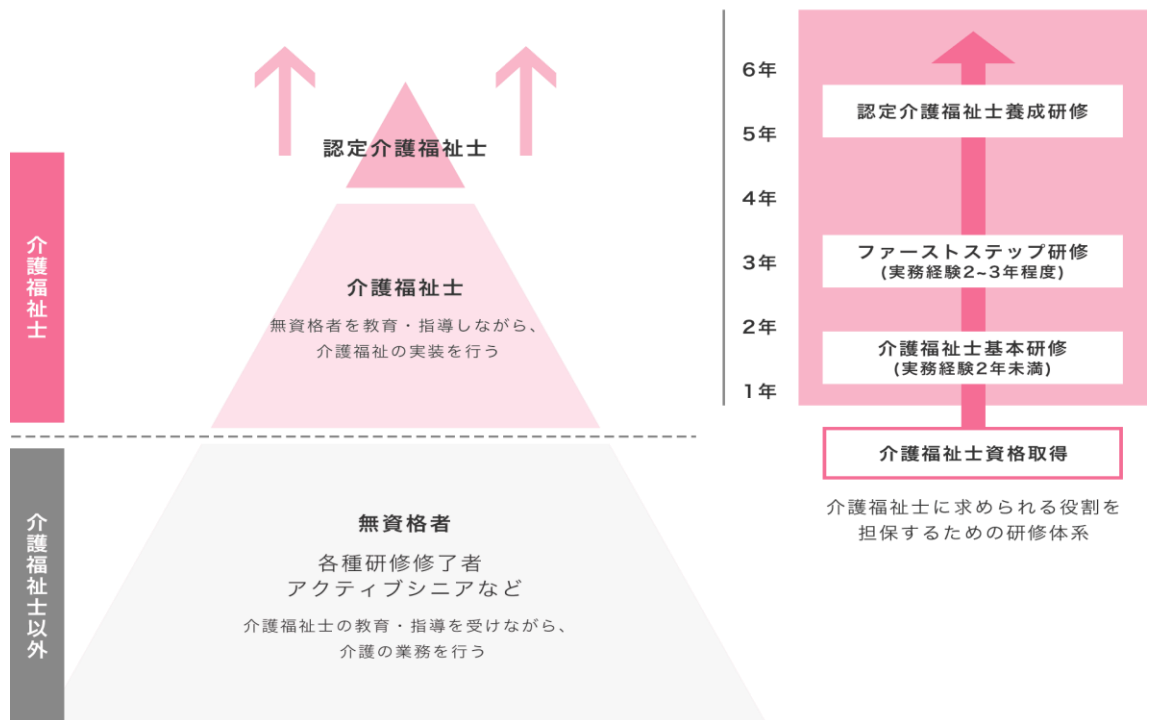 認定介護福祉士
介護福祉士
介護福祉士
無資格者を教育・指導しながら、
介護福祉の実装を行う
介護福祉士以外
無資格者
各種研修修了者
アクティブシニアなど
介護福祉士の教育・指導を受けながら、
介護の業務を行う
6年
5年
4年
3年
2年
1年
認定介護福祉士養成研修
ファーストステップ研修
(実務経験2~3年程度)
介護福祉士基本研修
(実務経験2年未満)
介護福祉士資格取得
介護福祉士に求められる役割を
担保するための研修体系